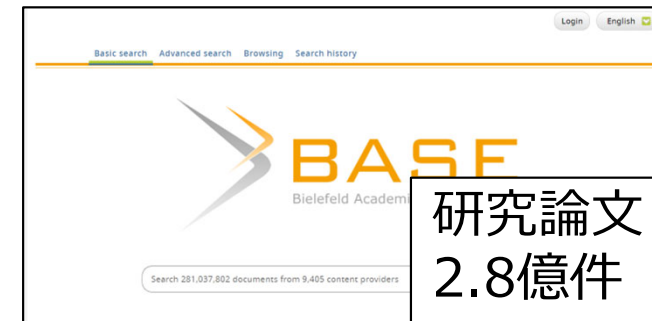 Login English
Basic search Advanced search Browsing Search history
BASE
Bielefeld Academi
Search 281,037,802 documents from 9,405 content providers
研究論文
2.8億件